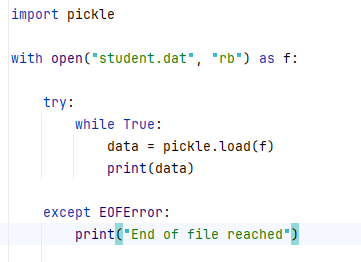 import pickle

with open("student.dat", "rb") as f:

    try:
        while True:
            data = pickle.load(f)
            print(data)

    except EOFError:
        print("End of file reached")